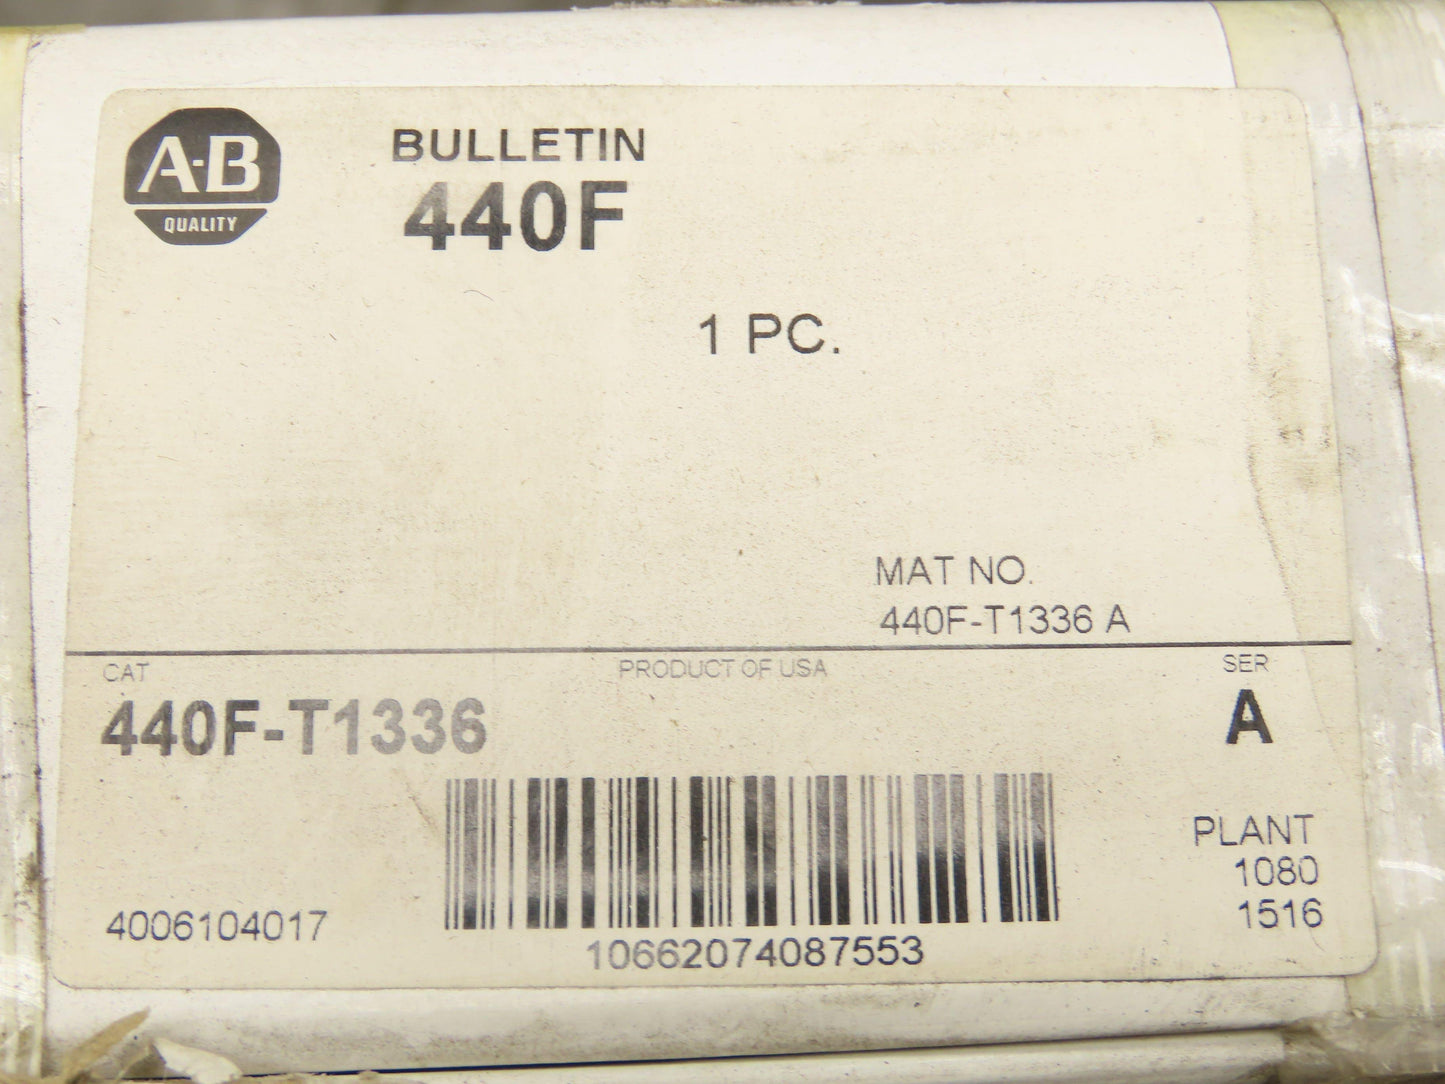 A-B
QUALITY
BULLETIN
440F
1 PC.
MAT NO.
440F-T1336 A
CAT
PRODUCT OF USA
SER
440F-T1336
A
PLANT
1080
1516
4006104017
10662074087553